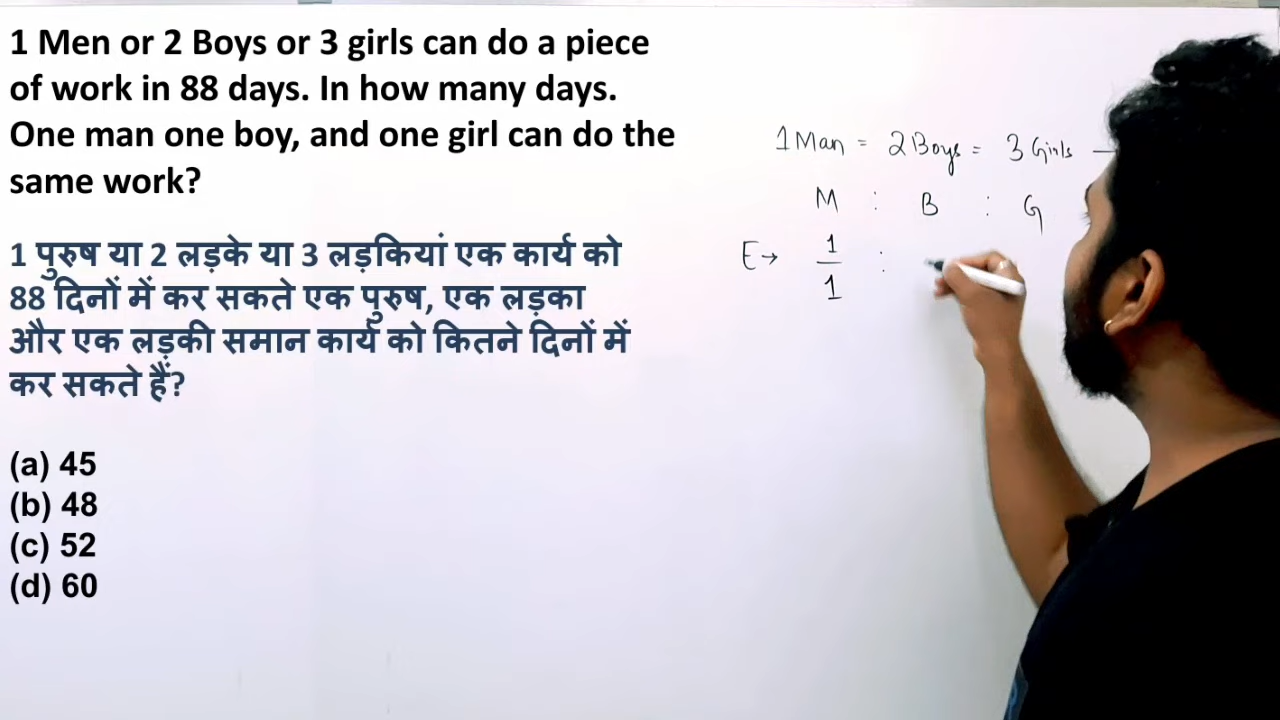 1 Men or 2 Boys or 3 girls can do a piece
of work in 88 days. In how many days.
One man one boy, and one girl can do the
same work?
1 पुरुष या 2 लड़के या 3 लड़कियां एक कार्य को
88 दिनों में कर सकते एक पुरुष, एक लड़का
और एक लड़की समान कार्य को कितने दिनों में
कर सकते हैं?
(a) 45
(b) 48
(c) 52
(d) 60
1 Man = 2 Boys = 3 Girls —
M : B : G
E→ 1/1 :